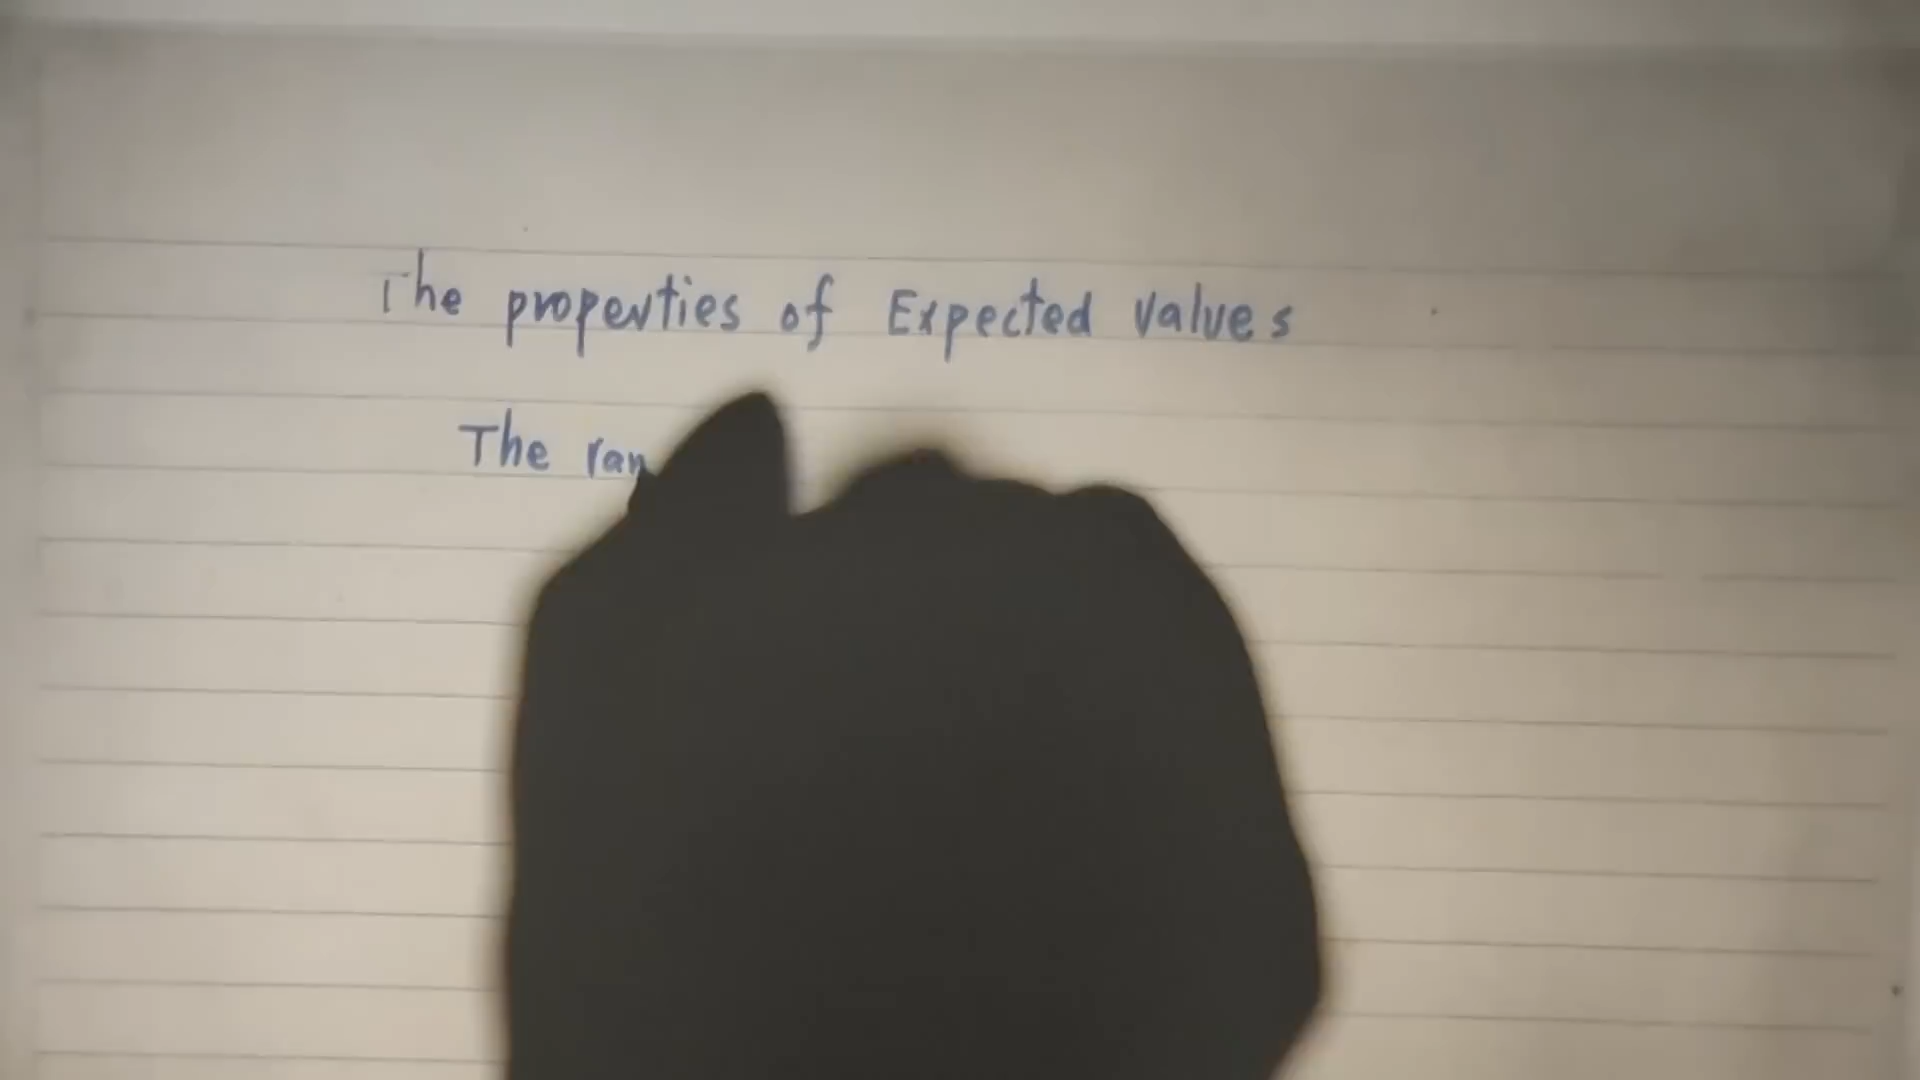 The properties of Expected values
The ran